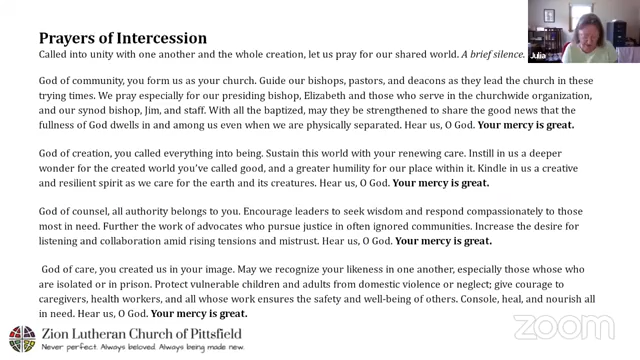 Prayers of Intercession
Called into unity with one another and the whole creation, let us pray for our shared world. A brief silence.
God of community, you form us as your church. Guide our bishops, pastors, and deacons as they lead the church in these
trying times. We pray especially for our presiding bishop, Elizabeth and those who serve in the churchwide organization,
and our synod bishop, Jim, and staff. With all the baptized, may they be strengthened to share the good news that the
fullness of God dwells in and among us even when we are physically separated. Hear us, O God. Your mercy is great.
God of creation, you called everything into being. Sustain this world with your renewing care. Instill in us a deeper
wonder for the created world you've called good, and a greater humility for our place within it. Kindle in us a creative
and resilient spirit as we care for the earth and its creatures. Hear us, O God. Your mercy is great.
God of counsel, all authority belongs to you. Encourage leaders to seek wisdom and respond compassionately to those
most in need. Further the work of advocates who pursue justice in often ignored communities. Increase the desire for
listening and collaboration amid rising tensions and mistrust. Hear us, O God. Your mercy is great.
God of care, you created us in your image. May we recognize your likeness in one another, especially those whose who
are isolated or in prison. Protect vulnerable children and adults from domestic violence or neglect; give courage to
caregivers, health workers, and all whose work ensures the safety and well-being of others. Console, heal, and nourish all
in need. Hear us, O God. Your mercy is great.
Zion Lutheran Church of Pittsfield
Never perfect. Always beloved. Always being made new.
Julia
zoom